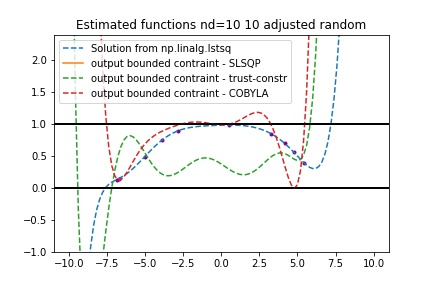 Estimated functions nd=10 10 adjusted random
Solution from np.linalg.lstsq
output bounded contraint - SLSQP
output bounded contraint - trust-constr
output bounded contraint - COBYLA
2.0
1.5
1.0
0.5
0.0
−0.5
−1.0
−10.0 −7.5 −5.0 −2.5 0.0 2.5 5.0 7.5 10.0